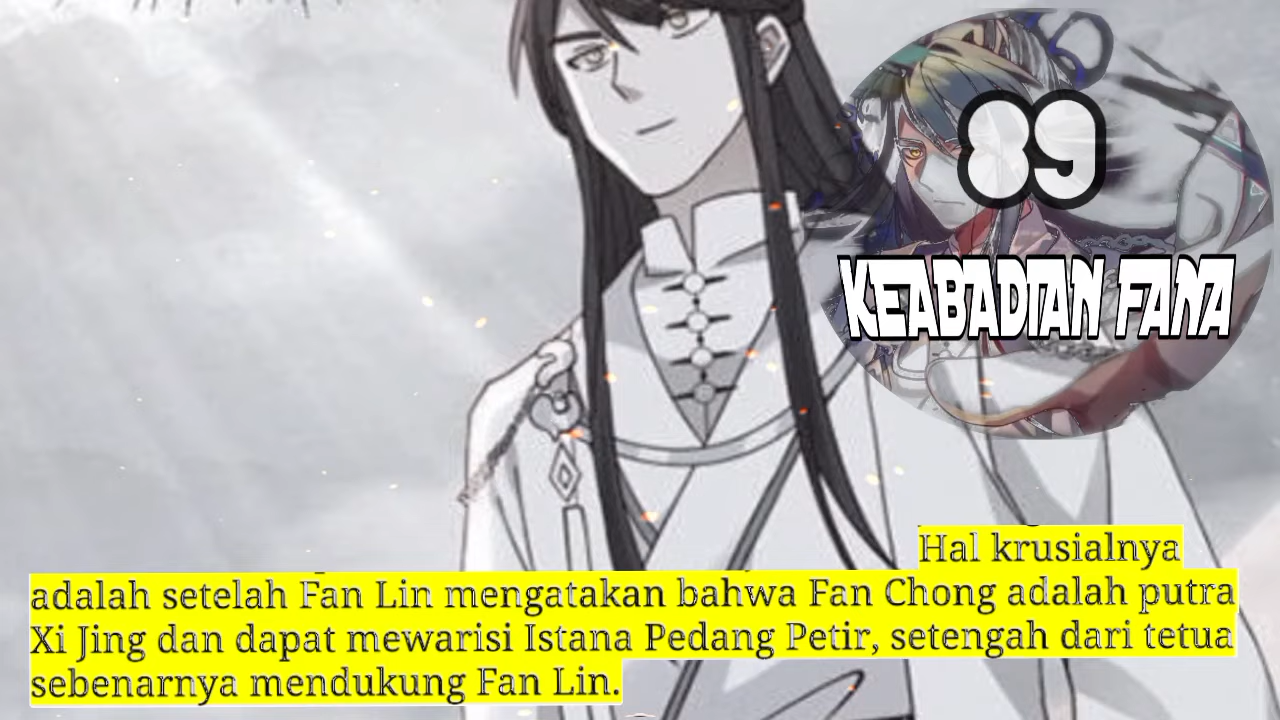 89
KEABADIAN FANA
Hal krusialnya
adalah setelah Fan Lin mengatakan bahwa Fan Chong adalah putra
Xi Jing dan dapat mewarisi Istana Pedang Petir, setengah dari tetua
sebenarnya mendukung Fan Lin.